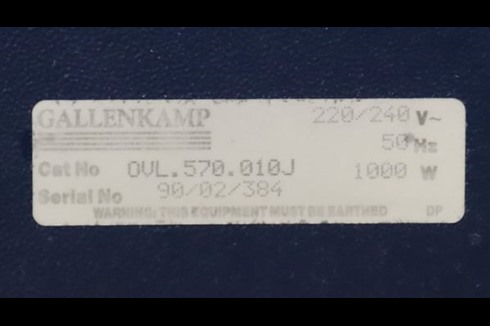 GALLENKAMP 220/240 V~
50 Hz
Cat No OVL.570.010J 1000 W
Serial No 90/02/384
WARNING: THIS EQUIPMENT MUST BE EARTHED DP